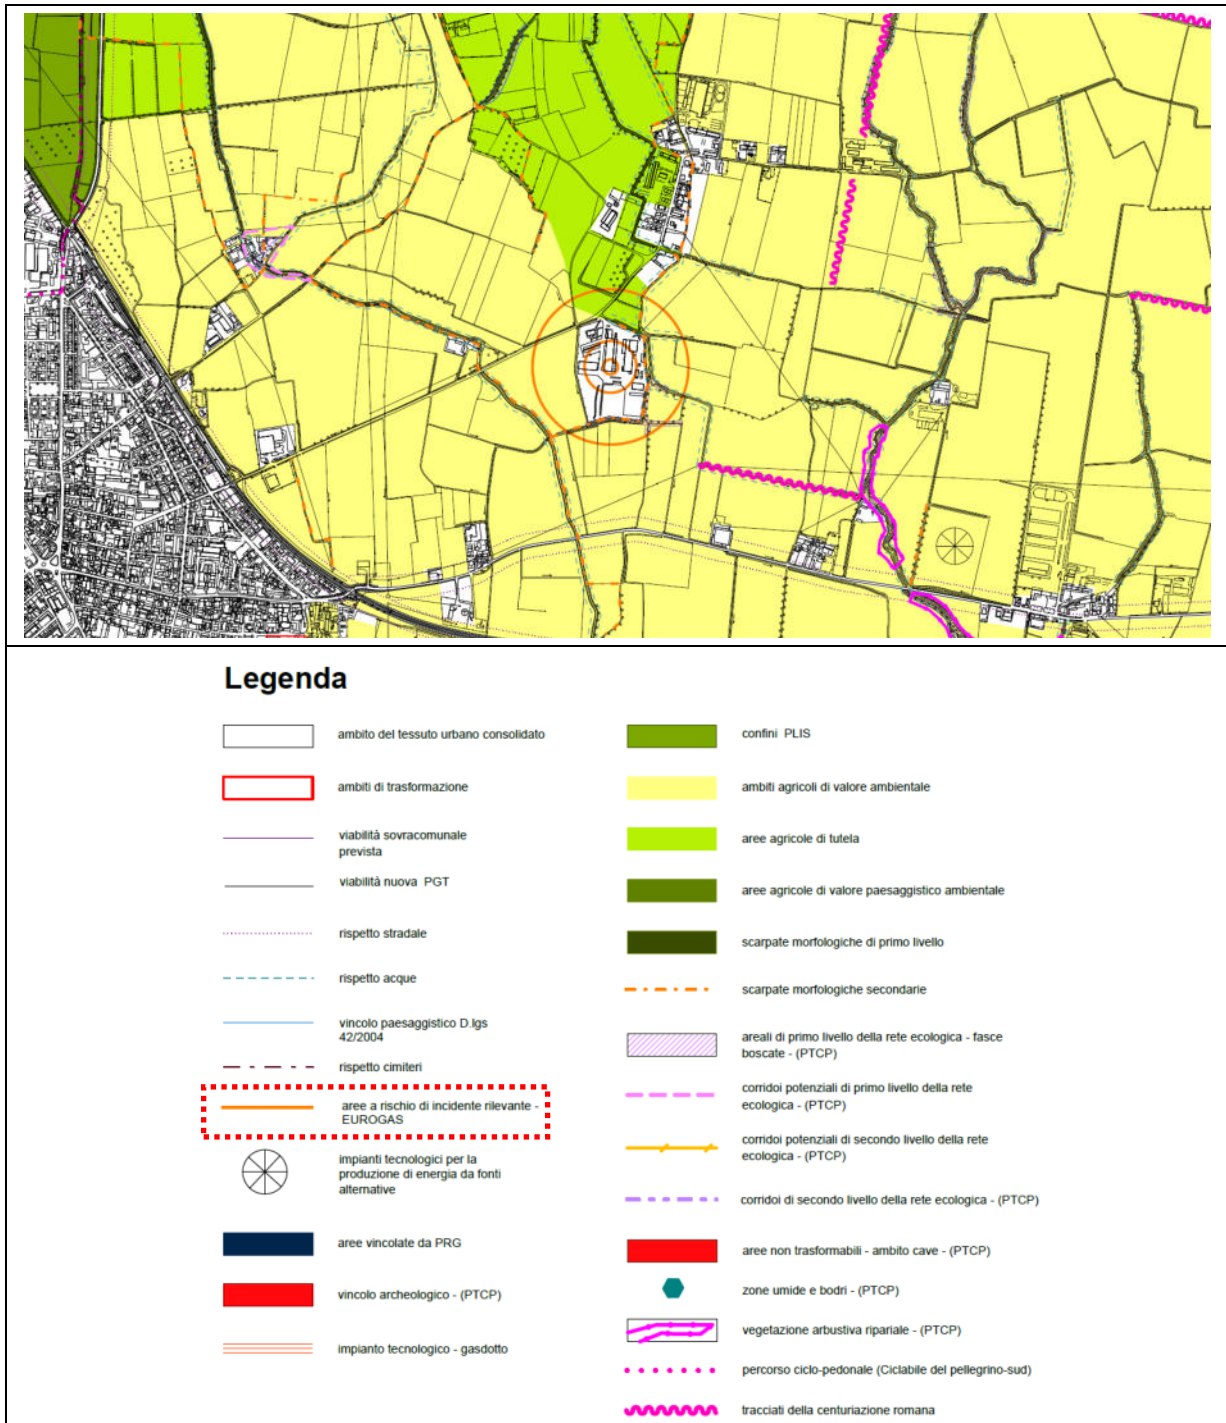 Legenda
ambito del tessuto urbano consolidato
ambiti di trasformazione
viabilità sovracomunale
prevista
viabilità nuova PGT
rispetto stradale
rispetto acque
vincolo paesaggistico D.lgs
42/2004
rispetto cimiteri
aree a rischio di incidente rilevante -
EUROGAS
impianti tecnologici per la
produzione di energia da fonti
alternative
aree vincolate da PRG
vincolo archeologico - (PTCP)
impianto tecnologico - gasdotto
confini PLIS
ambiti agricoli di valore ambientale
aree agricole di tutela
aree agricole di valore paesaggistico ambientale
scarpate morfologiche di primo livello
scarpate morfologiche secondarie
areali di primo livello della rete ecologica - fasce
boscate - (PTCP)
corridoi potenziali di primo livello della rete
ecologica - (PTCP)
corridoi potenziali di secondo livello della rete
ecologica - (PTCP)
corridoi di secondo livello della rete ecologica - (PTCP)
aree non trasformabili - ambito cave - (PTCP)
zone umide e bodri - (PTCP)
vegetazione arbustiva ripariale - (PTCP)
percorso ciclo-pedonale (Ciclabile del pellegrino-sud)
tracciati della centuriazione romana